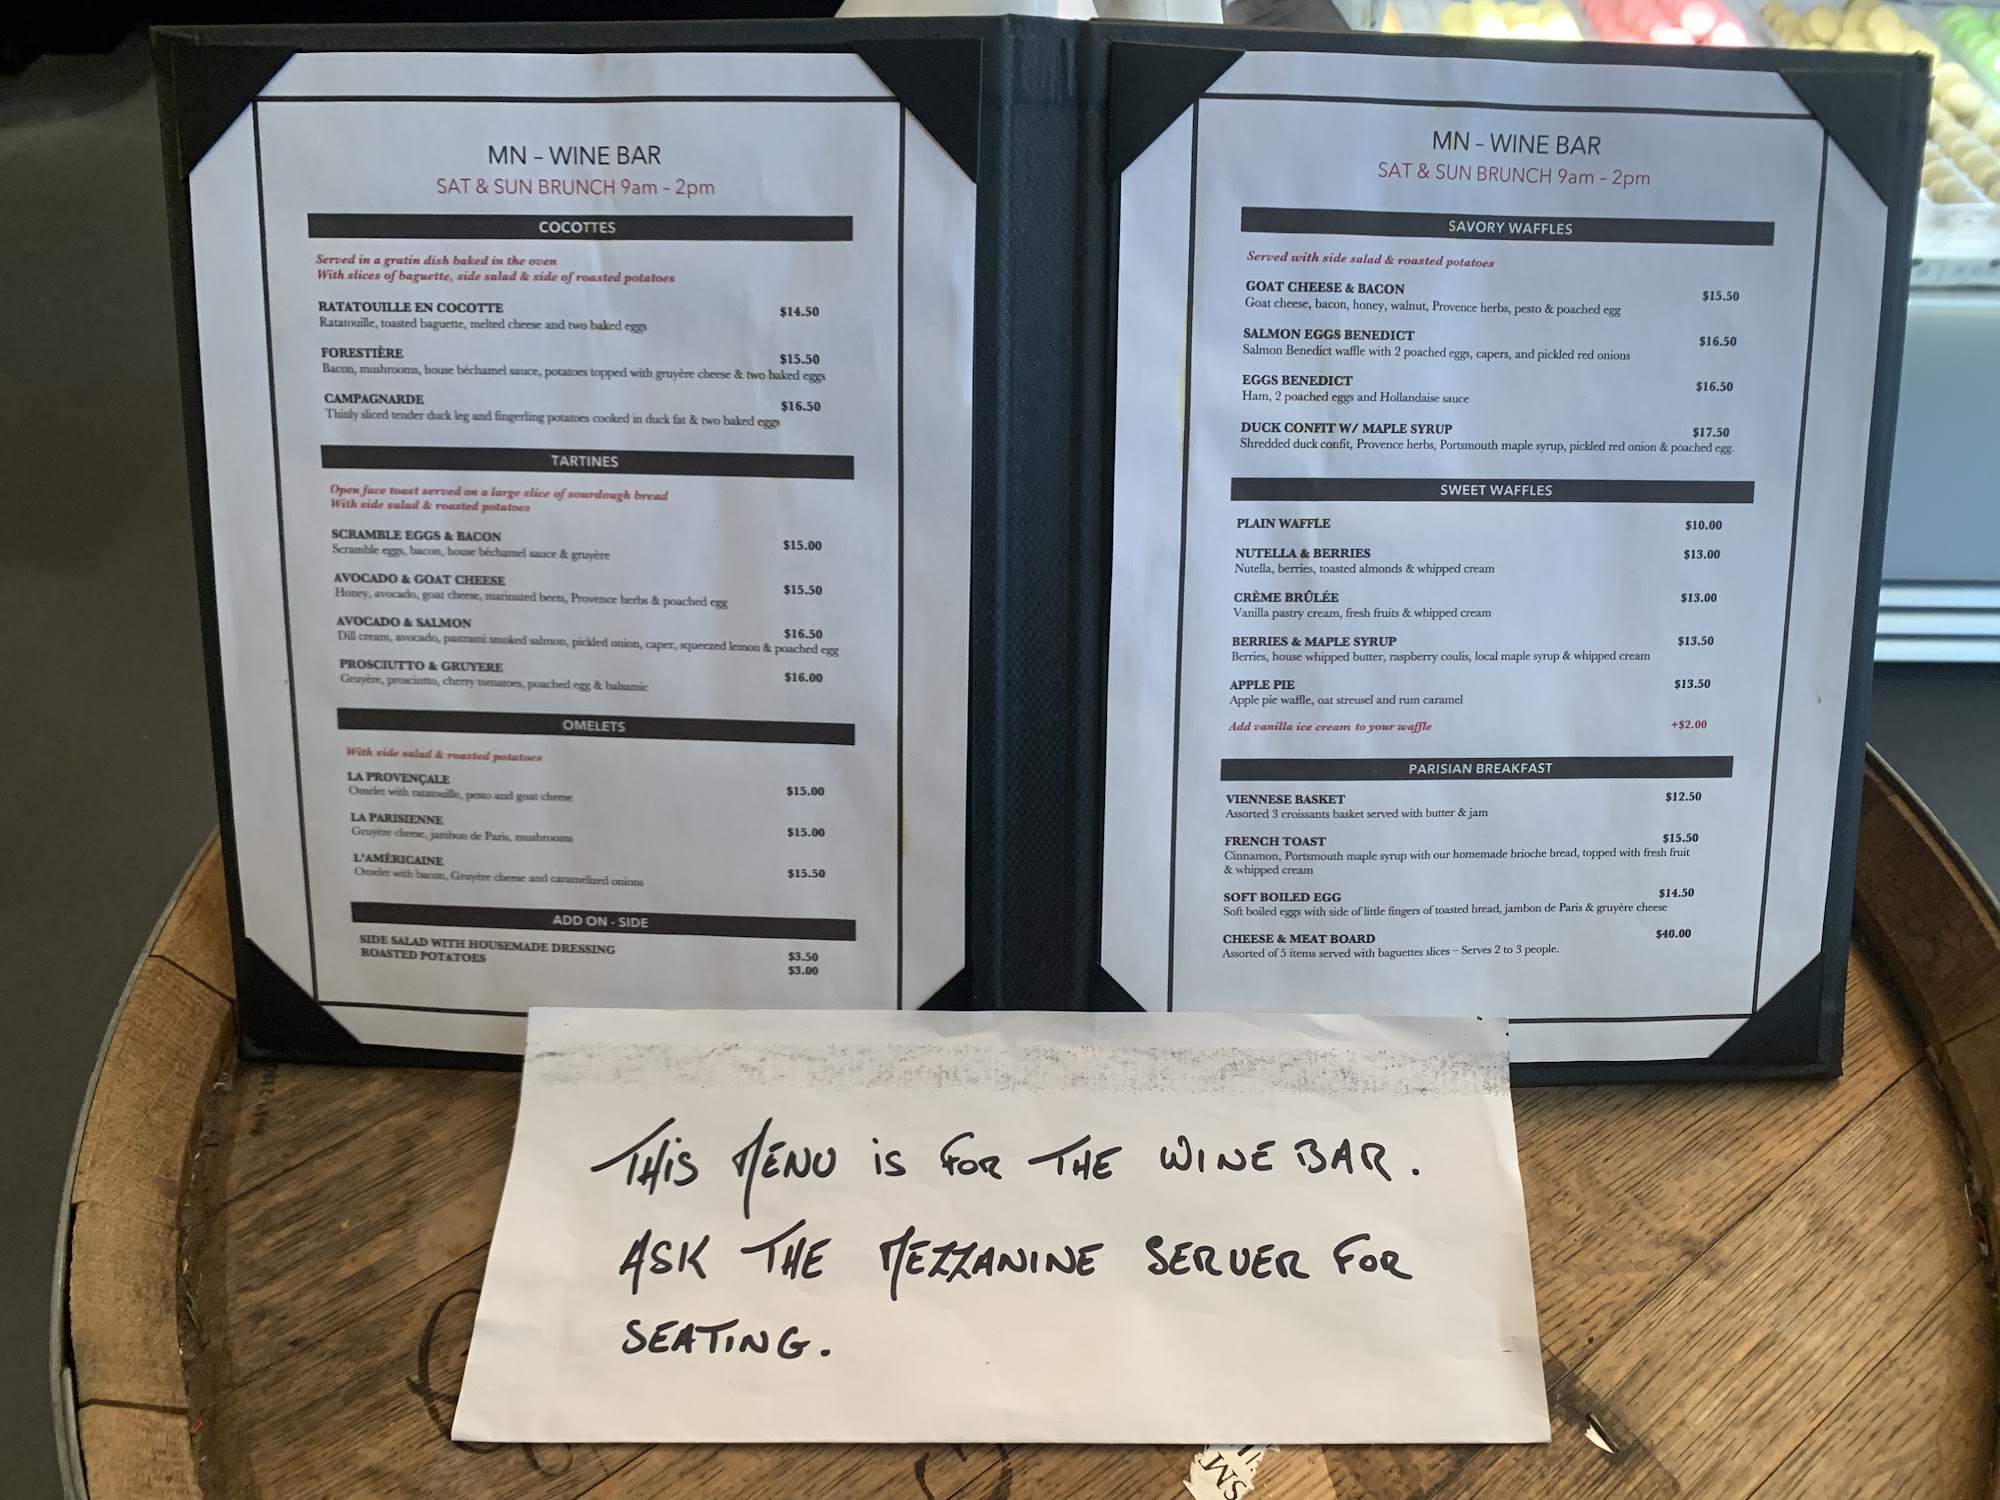 MN – WINE BAR
SAT & SUN BRUNCH 9am – 2pm
COCOTTES
Served in a gratin dish baked in the oven
With slices of baguette, side salad & side of roasted potatoes
RATATOUILLE EN COCOTTE $14.50
Ratatouille, toasted baguette, melted cheese and two baked eggs
FORESTIÈRE $15.50
Bacon, mushrooms, house béchamel sauce, potatoes topped with gruyère cheese & two baked eggs
CAMPAGNARDE $16.50
Thinly sliced tender duck leg and fingerling potatoes cooked in duck fat & two baked eggs
TARTINES
Open face toast served on a large slice of sourdough bread
With side salad & roasted potatoes
SCRAMBLE EGGS & BACON $15.00
Scramble eggs, bacon, house béchamel sauce & gruyère
AVOCADO & GOAT CHEESE $15.50
Honey, avocado, goat cheese, marinated beets, Provence herbs & poached egg
AVOCADO & SALMON $16.50
Dill cream, avocado, pastrami smoked salmon, pickled onion, caper, squeezed lemon & poached egg
PROSCIUTTO & GRUYERE $16.00
Gruyère, prosciutto, cherry tomatoes, poached egg & balsamic
OMELETS
With side salad & roasted potatoes
LA PROVENÇALE $15.00
Omelet with ratatouille, pesto and goat cheese
LA PARISIENNE $15.00
Gruyère cheese, jambon de Paris, mushrooms
L'AMÉRICAINE $15.50
Omelet with bacon, Gruyère cheese and caramelized onions
ADD ON - SIDE
SIDE SALAD WITH HOUSEMADE DRESSING $3.50
ROASTED POTATOES $3.00
MN – WINE BAR
SAT & SUN BRUNCH 9am – 2pm
SAVORY WAFFLES
Served with side salad & roasted potatoes
GOAT CHEESE & BACON $15.50
Goat cheese, bacon, honey, walnut, Provence herbs, pesto & poached egg
SALMON EGGS BENEDICT $16.50
Salmon Benedict waffle with 2 poached eggs, capers, and pickled red onions
EGGS BENEDICT $16.50
Ham, 2 poached eggs and Hollandaise sauce
DUCK CONFIT W/ MAPLE SYRUP $17.50
Shredded duck confit, Provence herbs, Portsmouth maple syrup, pickled red onion & poached egg.
SWEET WAFFLES
PLAIN WAFFLE $10.00
NUTELLA & BERRIES $13.00
Nutella, berries, toasted almonds & whipped cream
CRÈME BRÛLÉE $13.00
Vanilla pastry cream, fresh fruits & whipped cream
BERRIES & MAPLE SYRUP $13.50
Berries, house whipped butter, raspberry coulis, local maple syrup & whipped cream
APPLE PIE $13.50
Apple pie waffle, oat streusel and rum caramel
Add vanilla ice cream to your waffle +$2.00
PARISIAN BREAKFAST
VIENNESE BASKET $12.50
Assorted 3 croissants basket served with butter & jam
FRENCH TOAST $15.50
Cinnamon, Portsmouth maple syrup with our homemade brioche bread, topped with fresh fruit
& whipped cream
SOFT BOILED EGG $14.50
Soft boiled eggs with side of little fingers of toasted bread, jambon de Paris & gruyère cheese
CHEESE & MEAT BOARD $40.00
Assorted of 5 items served with baguettes slices – Serves 2 to 3 people.
THIS MENU iS FOR THE WINE BAR.
ASK THE MEZZANINE SERVER FOR
SEATING.
SM